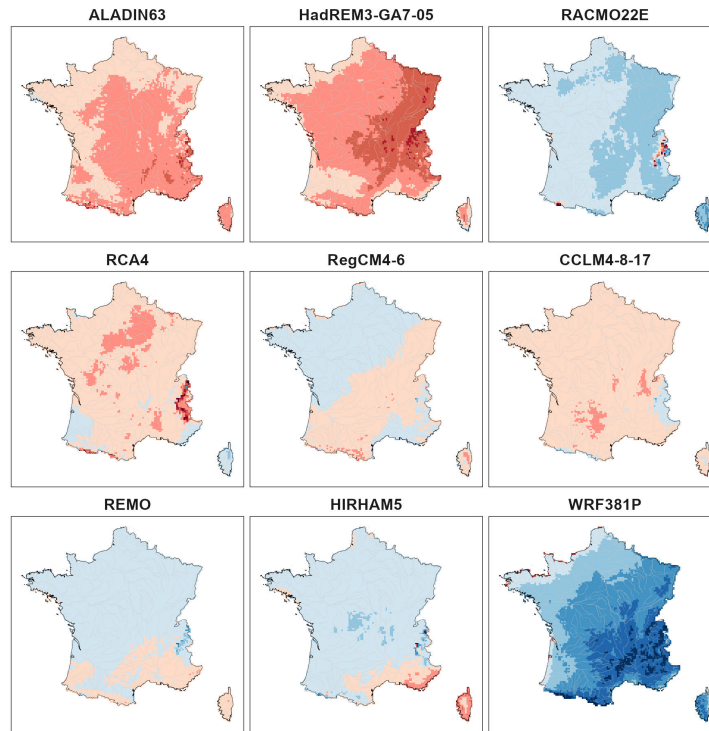 ALADIN63
HadREM3-GA7-05
RACMO22E
RCA4
RegCM4-6
CCLM4-8-17
REMO
HIRHAM5
WRF381P